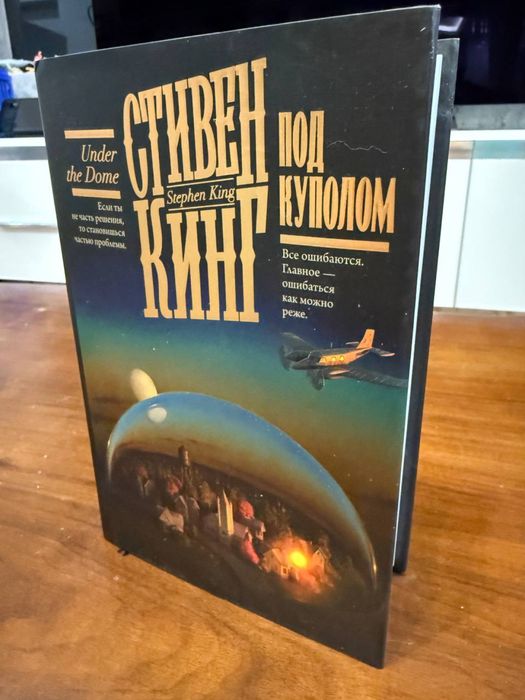 Under
the Dome
Если ты
не часть решения,
то становишься
частью проблемы.
СТИВЕН
Stephen King
КИНГ
ПОД
КУПОЛОМ
Все ошибаются.
Главное —
ошибаться
как можно
реже.